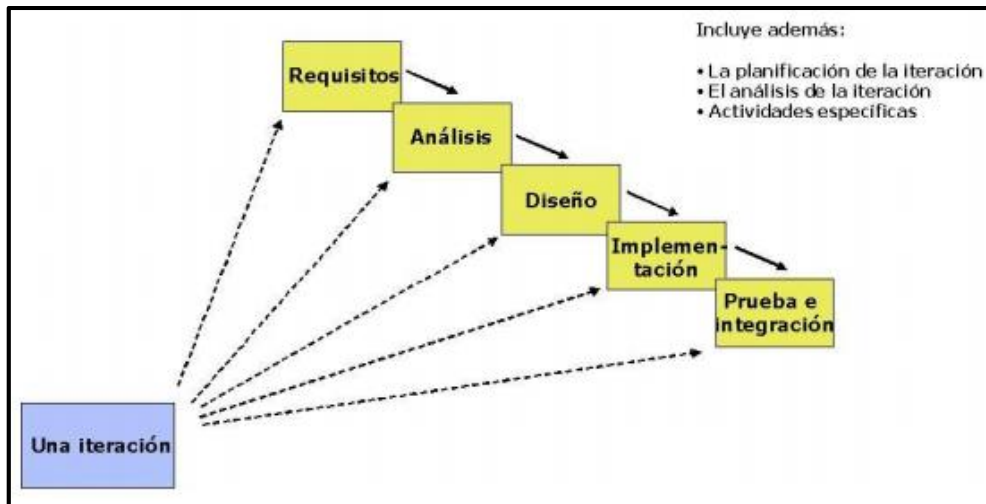 Incluye además:
• La planificación de la iteración
• El análisis de la iteración
• Actividades específicas
Requisitos
Análisis
Diseño
Implemen-
tación
Prueba e
integración
Una iteración